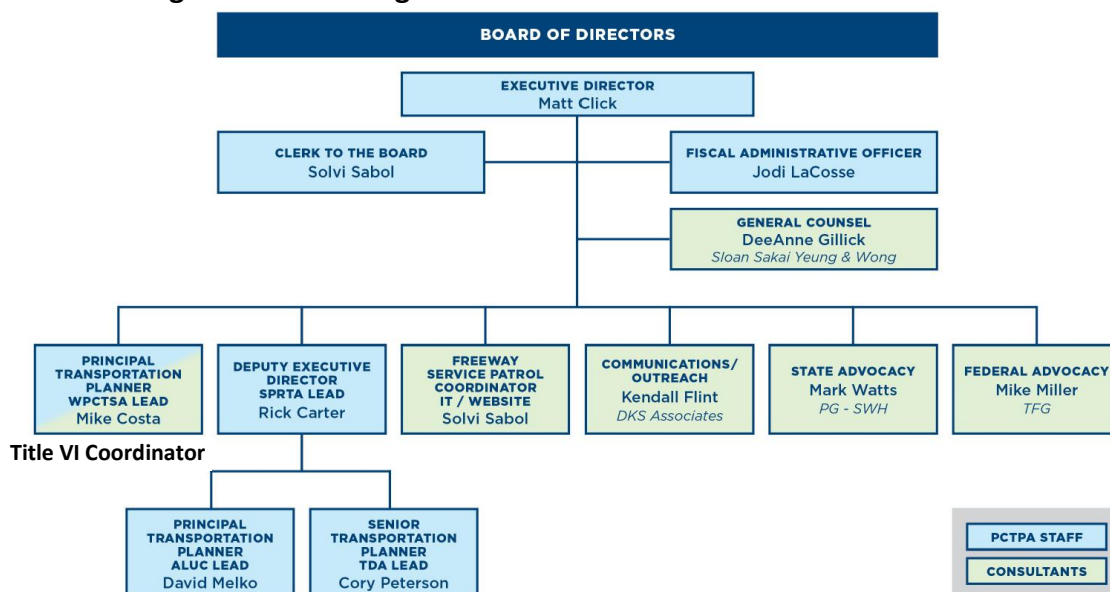 BOARD OF DIRECTORS
EXECUTIVE DIRECTOR
Matt Click
CLERK TO THE BOARD
Solvi Sabol
FISCAL ADMINISTRATIVE OFFICER
Jodi LaCosse
GENERAL COUNSEL
DeeAnne Gillick
Sloan Sakai Yeung & Wong
PRINCIPAL
TRANSPORTATION
PLANNER
WPCTSA LEAD
Mike Costa
DEPUTY EXECUTIVE
DIRECTOR
SPRTA LEAD
Rick Carter
FREEWAY
SERVICE PATROL
COORDINATOR
IT / WEBSITE
Solvi Sabol
COMMUNICATIONS/
OUTREACH
Kendall Flint
DKS Associates
STATE ADVOCACY
Mark Watts
PG - SWH
FEDERAL ADVOCACY
Mike Miller
TFG
Title VI Coordinator
PRINCIPAL
TRANSPORTATION
PLANNER
ALUC LEAD
David Melko
SENIOR
TRANSPORTATION
PLANNER
TDA LEAD
Cory Peterson
PCTPA STAFF
CONSULTANTS